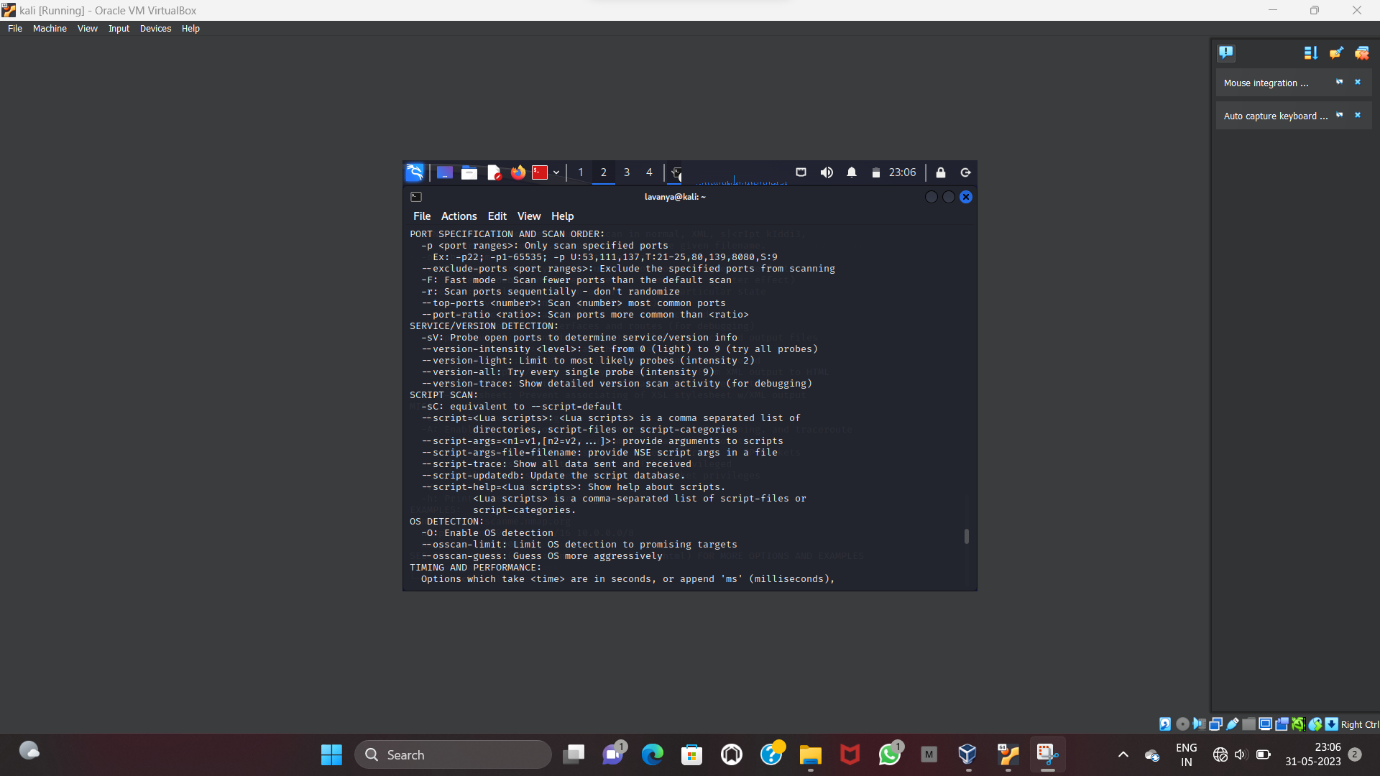 kali [Running] - Oracle VM VirtualBox
File Machine View Input Devices Help
Mouse integration ...
Auto capture keyboard ...
1 2 3 4 23:06
lavanya@kali: ~
File Actions Edit View Help
PORT SPECIFICATION AND SCAN ORDER:
-p <port ranges>: Only scan specified ports
Ex: -p22; -p1-65535; -p U:53,111,137,T:21-25,80,139,8080,S:9
--exclude-ports <port ranges>: Exclude the specified ports from scanning
-F: Fast mode - Scan fewer ports than the default scan
-r: Scan ports sequentially - don't randomize
--top-ports <number>: Scan <number> most common ports
--port-ratio <ratio>: Scan ports more common than <ratio>
SERVICE/VERSION DETECTION:
-sV: Probe open ports to determine service/version info
--version-intensity <level>: Set from 0 (light) to 9 (try all probes)
--version-light: Limit to most likely probes (intensity 2)
--version-all: Try every single probe (intensity 9)
--version-trace: Show detailed version scan activity (for debugging)
SCRIPT SCAN:
-sC: equivalent to --script=default
--script=<Lua scripts>: <Lua scripts> is a comma separated list of
directories, script-files or script-categories
--script-args=<n1=v1,[n2=v2,...]>: provide arguments to scripts
--script-args-file=filename: provide NSE script args in a file
--script-trace: Show all data sent and received
--script-updatedb: Update the script database.
--script-help=<Lua scripts>: Show help about scripts.
<Lua scripts> is a comma-separated list of script-files or
script-categories.
OS DETECTION:
-O: Enable OS detection
--osscan-limit: Limit OS detection to promising targets
--osscan-guess: Guess OS more aggressively
TIMING AND PERFORMANCE:
Options which take <time> are in seconds, or append 'ms' (milliseconds),
Right Ctrl
Search
1
1
M
ENG
IN
23:06
31-05-2023
2